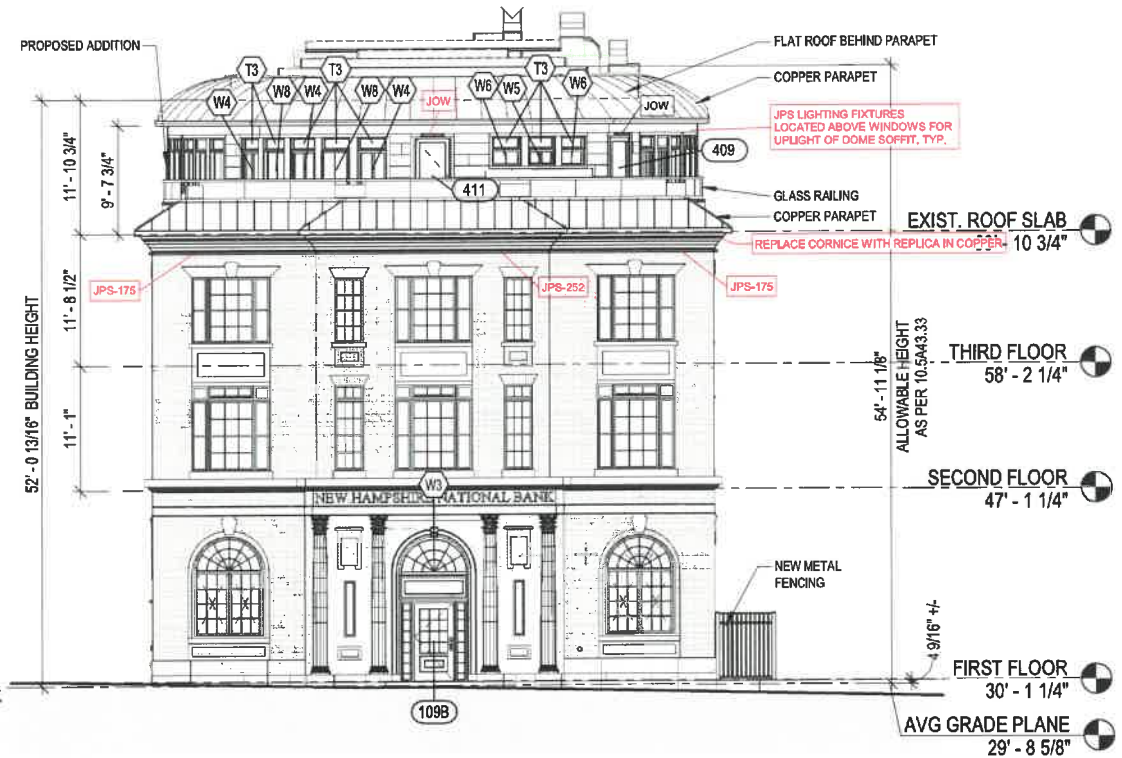 PROPOSED ADDITION
FLAT ROOF BEHIND PARAPET
COPPER PARAPET
T3
T3
T3
W4
W8
W4
W8
W4
W6
W5
W6
JOW
JOW
JPS LIGHTING FIXTURES
LOCATED ABOVE WINDOWS FOR
UPLIGHT OF DOME SOFFIT, TYP.
409
411
GLASS RAILING
COPPER PARAPET
EXIST. ROOF SLAB
- 10 3/4"
REPLACE CORNICE WITH REPLICA IN COPPER
JPS-175
JPS-252
JPS-175
11' - 10 3/4"
9' - 7 3/4"
11' - 8 1/2"
11' - 1"
52' - 0 13/16" BUILDING HEIGHT
54' - 11 1/8"
ALLOWABLE HEIGHT
AS PER 10.5A43.33
THIRD FLOOR
58' - 2 1/4"
SECOND FLOOR
47' - 1 1/4"
W3
NEW HAMPSHIRE NATIONAL BANK
NEW METAL
FENCING
4 9/16" +/-
FIRST FLOOR
30' - 1 1/4"
109B
AVG GRADE PLANE
29' - 8 5/8"